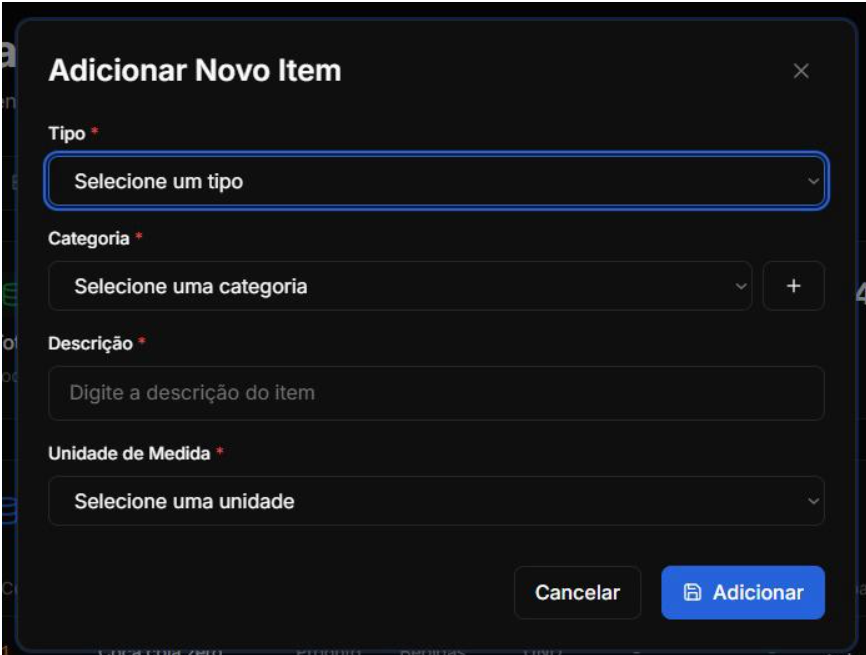 Adicionar Novo Item
Tipo *
Selecione um tipo
Categoria *
Selecione uma categoria
+
Descrição *
Digite a descrição do item
Unidade de Medida *
Selecione uma unidade
Cancelar
Adicionar